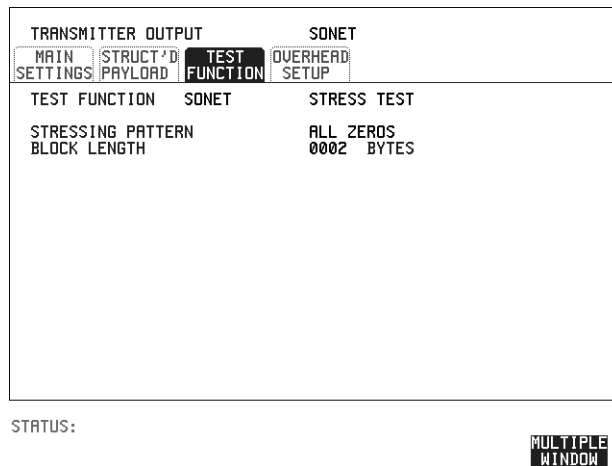 TRANSMITTER OUTPUT SONET
MAIN SETTINGS STRUCT'D PAYLOAD TEST FUNCTION OVERHEAD SETUP
TEST FUNCTION SONET STRESS TEST
STRESSING PATTERN ALL ZEROS
BLOCK LENGTH 0002 BYTES
STATUS:
MULTIPLE
WINDOW